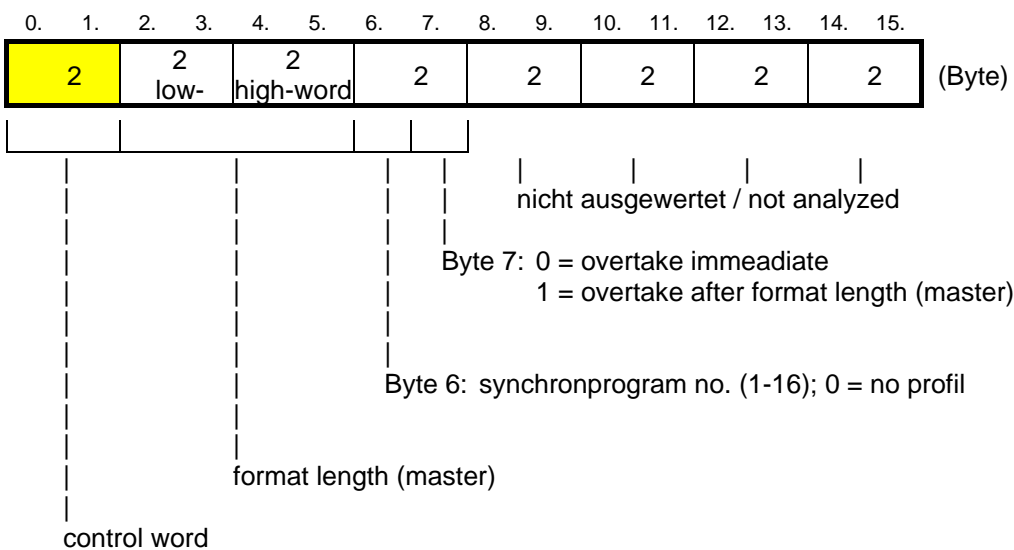 0. 1. 2. 3. 4. 5. 6. 7. 8. 9. 10. 11. 12. 13. 14. 15.
2 2 2 2 2 2 2 2 (Byte)
low- high-word
nicht ausgewertet / not analyzed
Byte 7: 0 = overtake immeadiate
1 = overtake after format length (master)
Byte 6: synchronprogram no. (1-16); 0 = no profil
format length (master)
control word